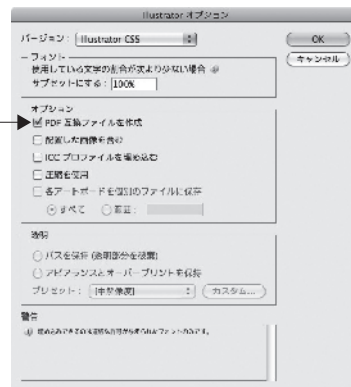 Illustrator オプション
バージョン： Illustrator CS5
OK
キャンセル
フォント
使用している文字の割合が次より少ない場合
サブセットにする： 100%
オプション
PDF 互換ファイルを作成
配置した画像を含む
ICC プロファイルを埋め込む
圧縮を使用
各アートボードを個別のファイルに保存
すべて 範囲：
透明
パスを保持 (透明部分を破棄)
アピアランスとオーバープリントを保持
プリセット： [中解像度] カスタム...
警告